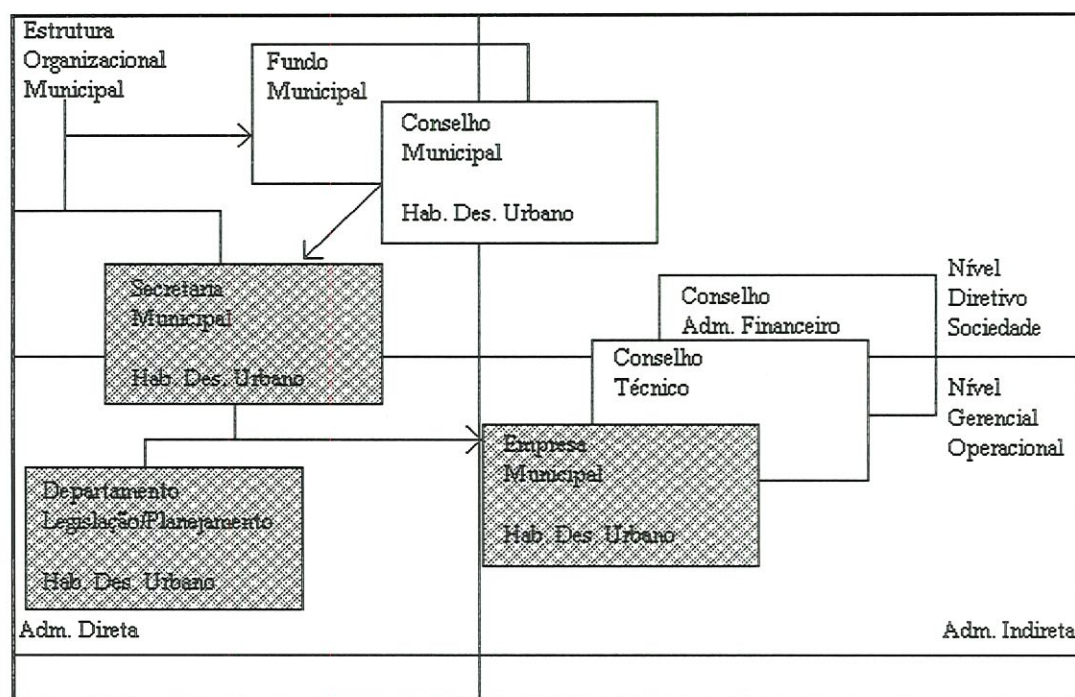 Estrutura
Organizacional
Municipal
Fundo
Municipal
Conselho
Municipal
Hab. Des. Urbano
Secretaria
Municipal
Hab. Des. Urbano
Conselho
Adm. Financeiro
Nível
Diretivo
Sociedade
Conselho
Técnico
Nível
Gerencial
Operacional
Empresa
Municipal
Hab. Des. Urbano
Departamento
Legislação/Planejamento
Hab. Des. Urbano
Adm. Direta
Adm. Indireta